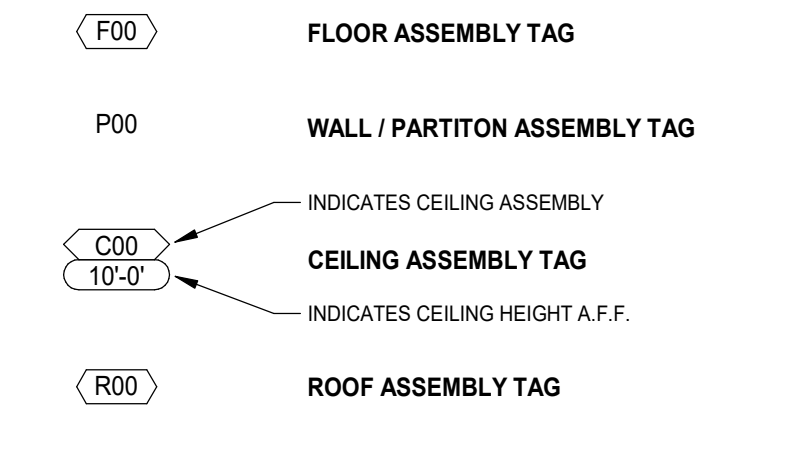 F00 FLOOR ASSEMBLY TAG
P00 WALL / PARTITON ASSEMBLY TAG
INDICATES CEILING ASSEMBLY
C00 CEILING ASSEMBLY TAG
10'-0'
INDICATES CEILING HEIGHT A.F.F.
R00 ROOF ASSEMBLY TAG